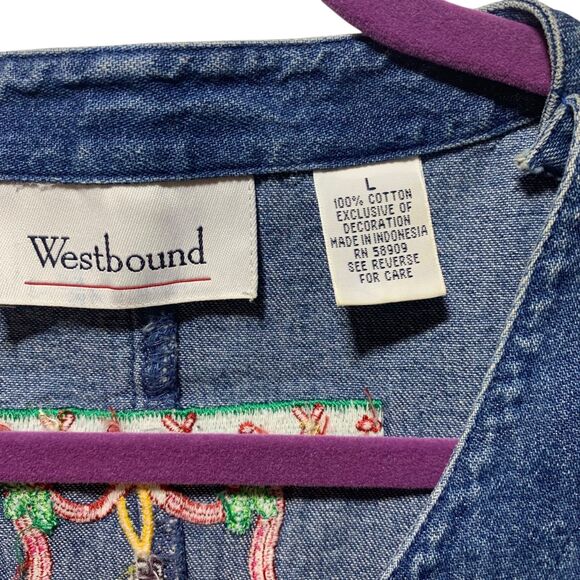 Westbound
L
100% COTTON
EXCLUSIVE OF
DECORATION
MADE IN INDONESIA
RN 58909
SEE REVERSE
FOR CARE